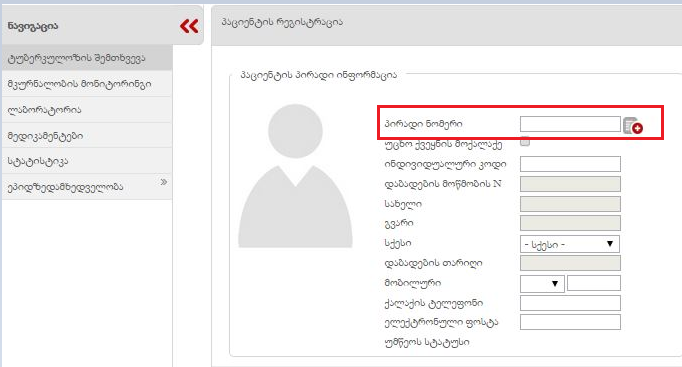 ნავიგაცია
ტუბერკულოზის შემთხვევა
მკურნალობის მონიტორინგი
ლაბორატორია
მედიკამენტები
სტატისტიკა
ეპიდზედამხედველობა
პაციენტის რეგისტრაცია
პაციენტის პირადი ინფორმაცია
პირადი ნომერი
უცხო ქვეყნის მოქალაქე
ინდივიდუალური კოდი
დაბადების მოწმობის N
სახელი
გვარი
სქესი - სქესი -
დაბადების თარიღი
მობილური
ქალაქის ტელეფონი
ელექტრონული ფოსტა
უმწეოს სტატუსი